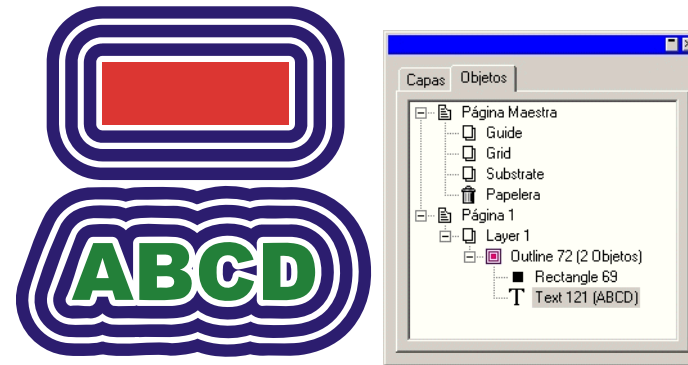 ABCD
Capas Objetos
Página Maestra
Guide
Grid
Substrate
Papelera
Página 1
Layer 1
Outline 72 (2 Objetos)
Rectangle 69
Text 121 (ABCD)